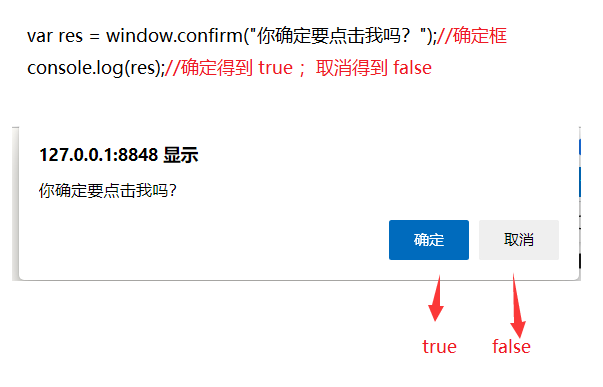 var res = window.confirm("你确定要点击我吗？");//确定框
console.log(res);//确定得到 true ；取消得到 false
127.0.0.1:8848 显示
你确定要点击我吗？
确定 取消
true false